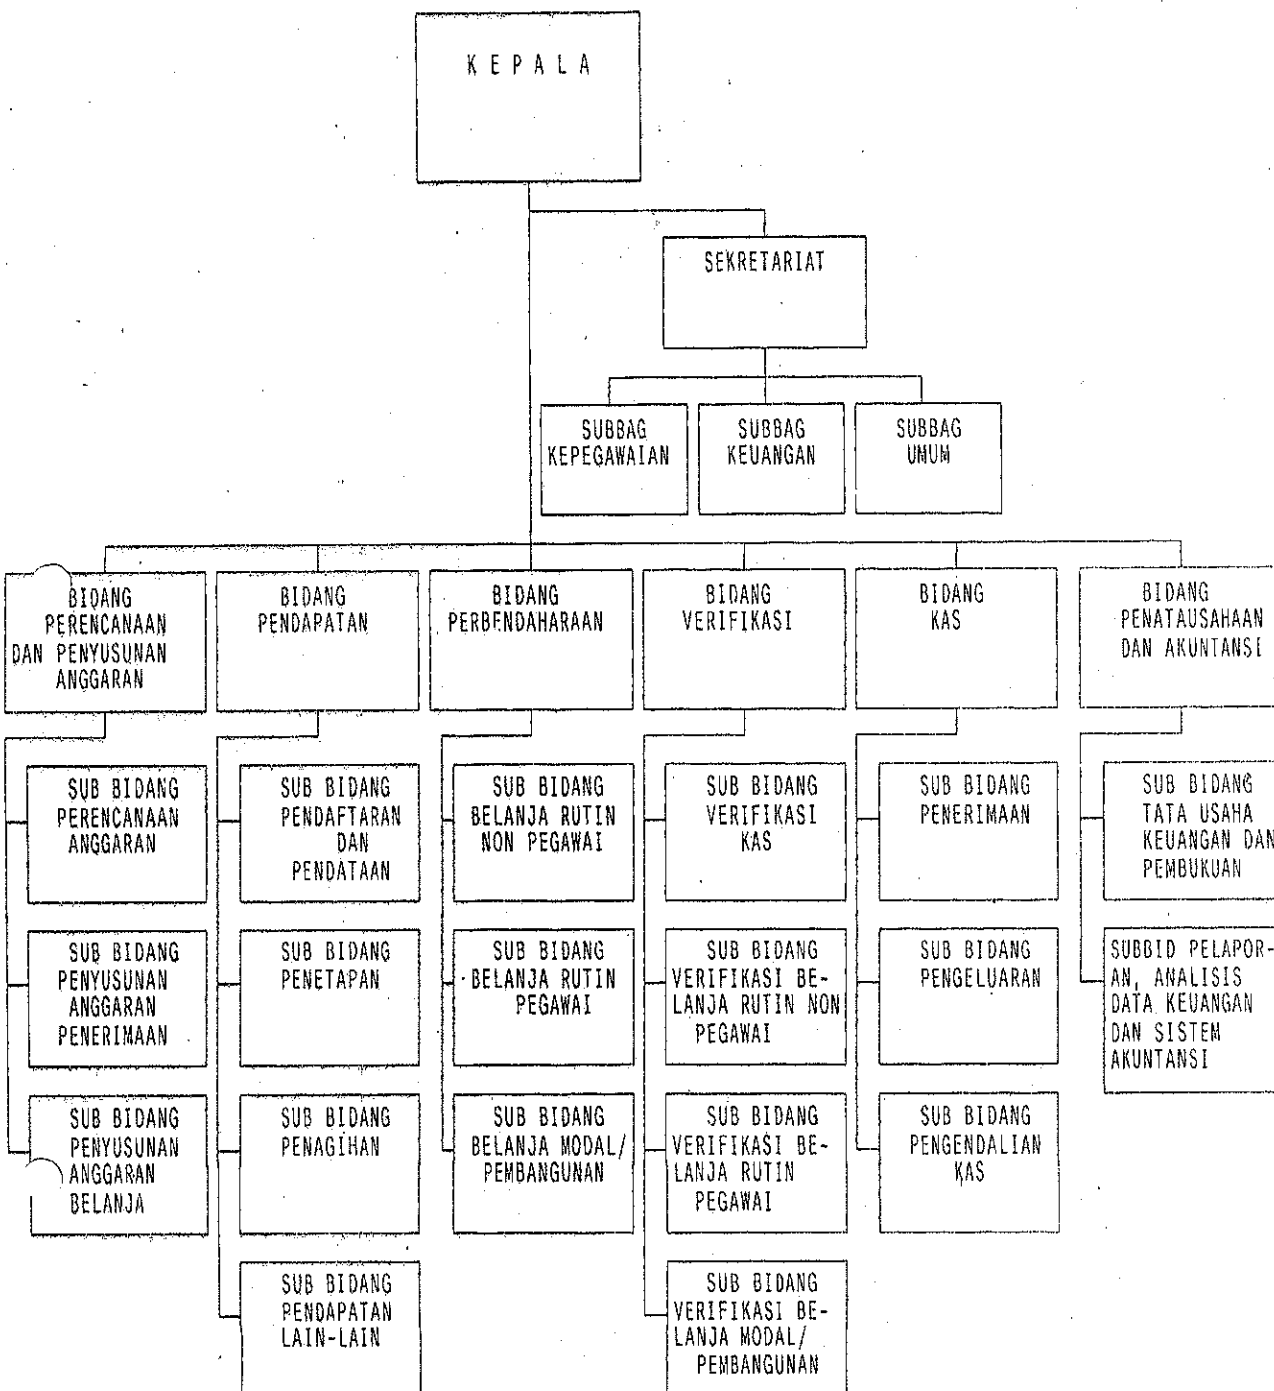 K E P A L A
SEKRETARIAT
SUBBAG
KEPEGAWAIAN
SUBBAG
KEUANGAN
SUBBAG
UMUM
BIDANG
PERENCANAAN
DAN PENYUSUNAN
ANGGARAN
BIDANG
PENDAPATAN
BIDANG
PERBENDAHARAAN
BIDANG
VERIFIKASI
BIDANG
KAS
BIDANG
PENATAUSAHAAN
DAN AKUNTANSI
SUB BIDANG
PERENCANAAN
ANGGARAN
SUB BIDANG
PENDAFTARAN
DAN
PENDATAAN
SUB BIDANG
BELANJA RUTIN
NON PEGAWAI
SUB BIDANG
VERIFIKASI
KAS
SUB BIDANG
PENERIMAAN
SUB BIDANG
TATA USAHA
KEUANGAN DAN
PEMBUKUAN
SUB BIDANG
PENYUSUNAN
ANGGARAN
PENERIMAAN
SUB BIDANG
PENETAPAN
SUB BIDANG
BELANJA RUTIN
PEGAWAI
SUB BIDANG
VERIFIKASI BE-
LANJA RUTIN NON
PEGAWAI
SUB BIDANG
PENGELUARAN
SUBBID PELAPOR-
AN, ANALISIS
DATA KEUANGAN
DAN SISTEM
AKUNTANSI
SUB BIDANG
PENYUSUNAN
ANGGARAN
BELANJA
SUB BIDANG
PENAGIHAN
SUB BIDANG
BELANJA MODAL/
PEMBANGUNAN
SUB BIDANG
VERIFIKASI BE-
LANJA RUTIN
PEGAWAI
SUB BIDANG
PENGENDALIAN
KAS
SUB BIDANG
PENDAPATAN
LAIN-LAIN
SUB BIDANG
VERIFIKASI BE-
LANJA MODAL/
PEMBANGUNAN